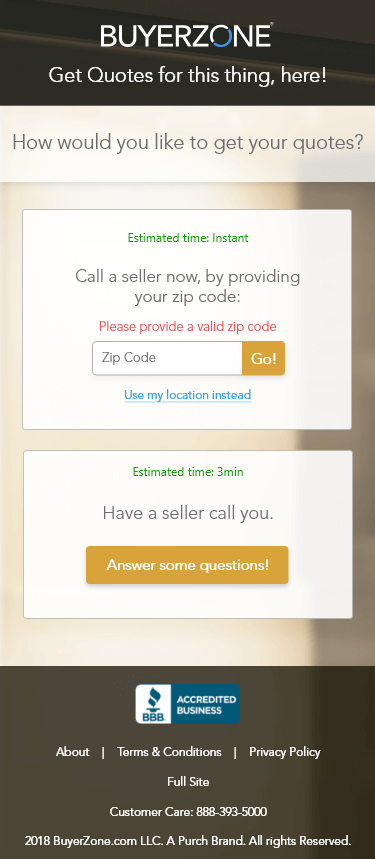 BUYERZONE®
Get Quotes for this thing, here!
How would you like to get your quotes?
Estimated time: Instant
Call a seller now, by providing
your zip code:
Please provide a valid zip code
Zip Code
Go!
Use my location instead
Estimated time: 3min
Have a seller call you.
Answer some questions!
BBB
ACCREDITED
BUSINESS
About | Terms & Conditions | Privacy Policy
Full Site
Customer Care: 888-393-5000
2018 BuyerZone.com LLC. A Purch Brand. All rights Reserved.